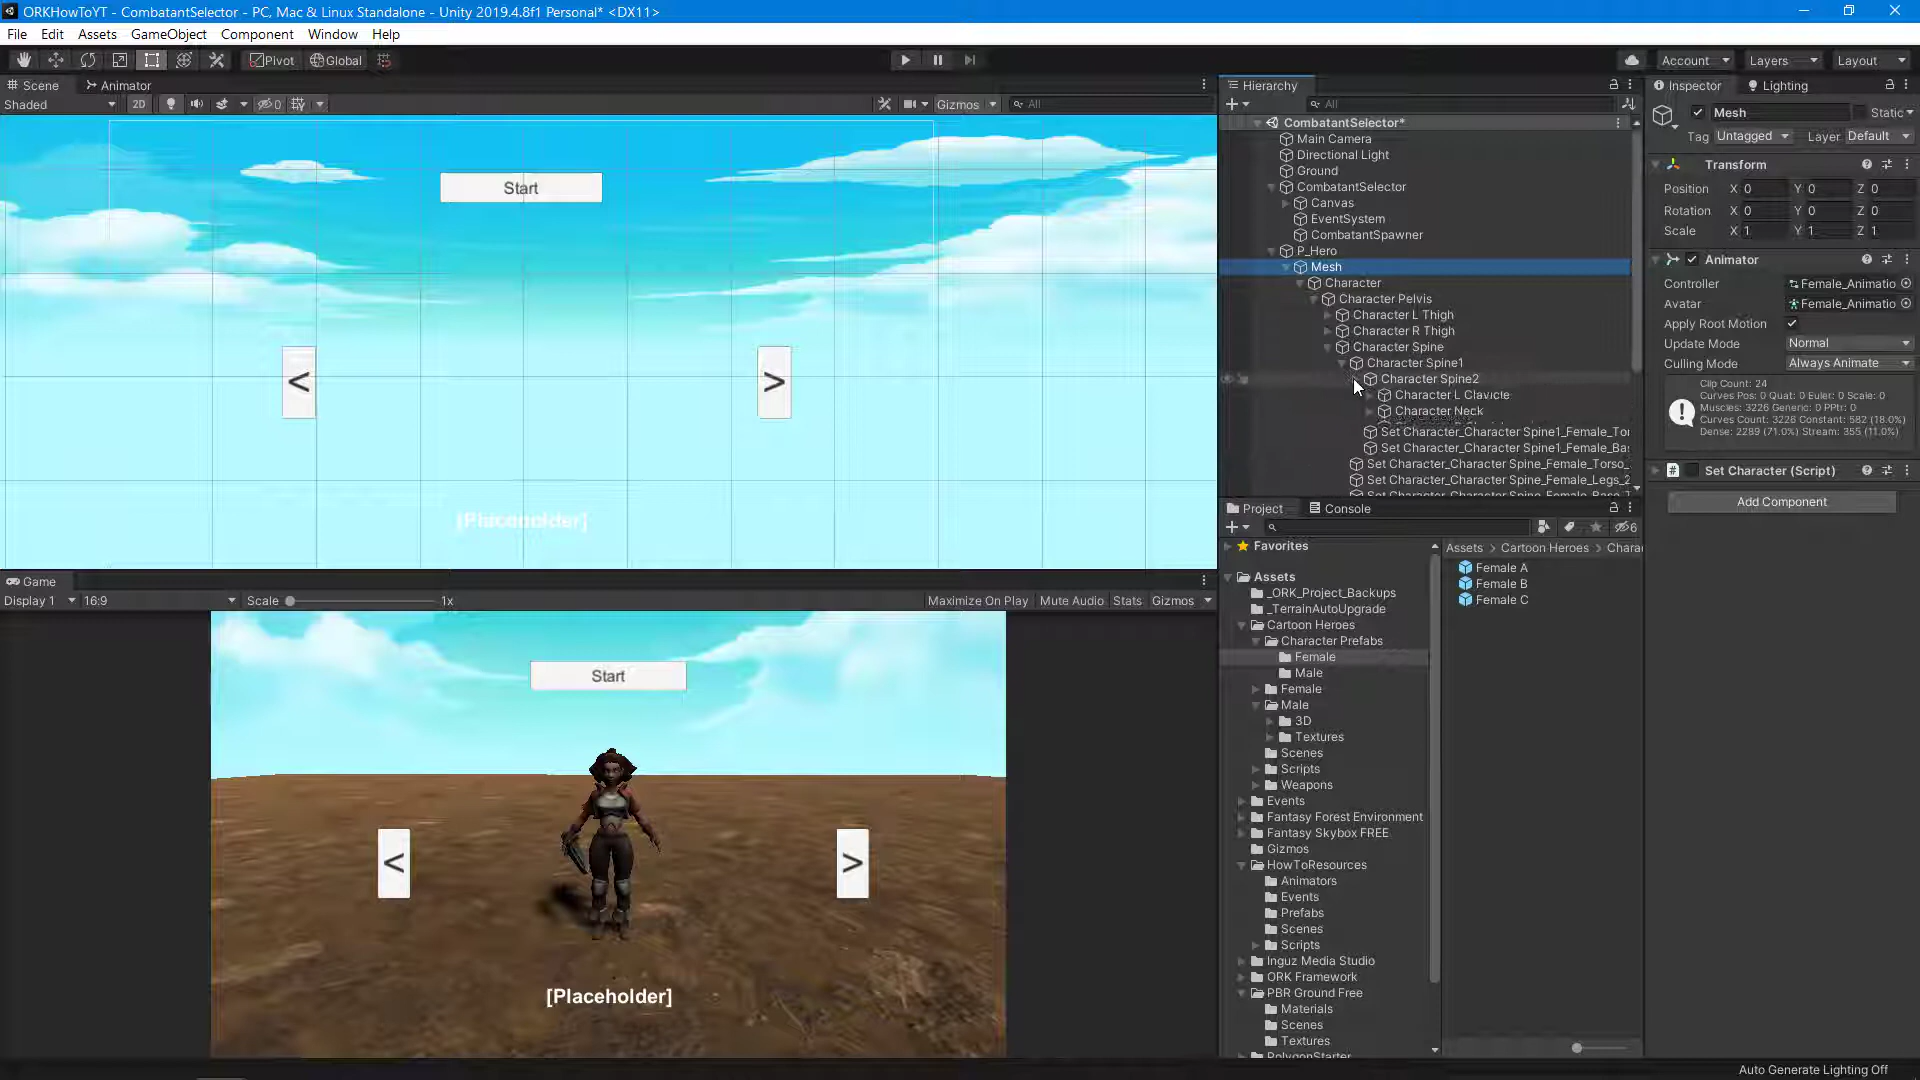 ORKHowToYT - CombatantSelector - PC, Mac & Linux Standalone - Unity 2019.4.8f1 Personal* <DX11>
File Edit Assets GameObject Component Window Help
Pivot Global
Account Layers Layout
Scene Animator
Shaded 2D 0 Gizmos All
Start
<
>
Game
Display 1 16:9 Scale 1x Maximize On Play Mute Audio Stats Gizmos
Start
<
>
[Placeholder]
Hierarchy
All
CombatantSelector*
Main Camera
Directional Light
Ground
CombatantSelector
Canvas
EventSystem
CombatantSpawner
P_Hero
Mesh
Character
Character Pelvis
Character L Thigh
Character R Thigh
Character Spine
Character Spine1
Character Spine2
Character L Clavicle
Character Neck
Set Character_Character Spine1_Female_Tor
Set Character_Character Spine1_Female_Ba
Set Character_Character Spine_Female_Torso_
Set Character_Character Spine_Female_Legs_2
Project Console
6
Favorites
Assets
_ORK_Project_Backups
_TerrainAutoUpgrade
Cartoon Heroes
Character Prefabs
Female
Male
Female
Male
3D
Textures
Scenes
Scripts
Weapons
Events
Fantasy Forest Environment
Fantasy Skybox FREE
Gizmos
HowToResources
Animators
Events
Prefabs
Scenes
Scripts
Inguz Media Studio
ORK Framework
PBR Ground Free
Materials
Scenes
Textures
PolygonStarter
Assets > Cartoon Heroes > Chara
Female A
Female B
Female C
Inspector Lighting
Mesh Static
Tag Untagged Layer Default
Transform
Position X 0 Y 0 Z 0
Rotation X 0 Y 0 Z 0
Scale X 1 Y 1 Z 1
Animator
Controller Female_Animatio
Avatar Female_Animatio
Apply Root Motion
Update Mode Normal
Culling Mode Always Animate
Clip Count: 24
Curves Pos: 0 Quat: 0 Euler: 0 Scale: 0
Muscles: 3226 Generic: 0 PPtr: 0
Curves Count: 3226 Constant: 582 (18.0%)
Dense: 2289 (71.0%) Stream: 355 (11.0%)
# Set Character (Script)
Add Component
Auto Generate Lighting Off